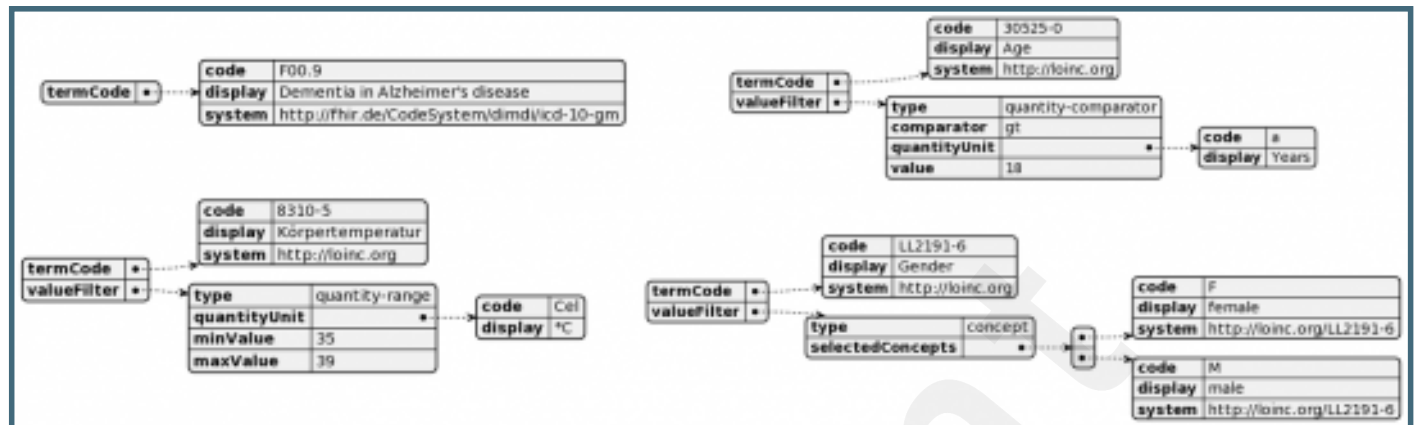 termCode
code F00.9
display Dementia in Alzheimer's disease
system http://fhir.de/CodeSystem/dimdi/icd-10-gm
termCode
valueFilter
code 30525-0
display Age
system http://loinc.org
type quantity-comparator
comparator gt
quantityUnit
value 18
code a
display Years
termCode
valueFilter
code 8310-5
display Körpertemperatur
system http://loinc.org
type quantity-range
quantityUnit
minValue 35
maxValue 39
code Cel
display °C
termCode
valueFilter
code LL2191-6
display Gender
system http://loinc.org
type concept
selectedConcepts
code F
display female
system http://loinc.org/LL2191-6
code M
display male
system http://loinc.org/LL2191-6